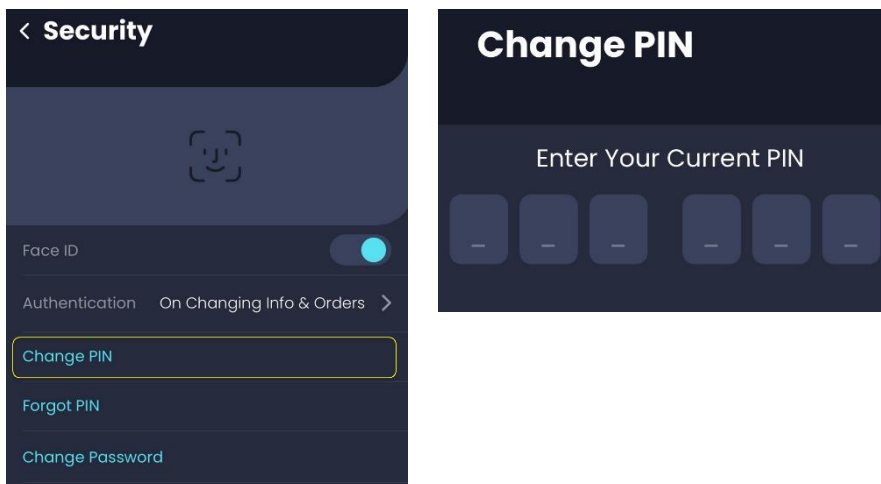 Security
Face ID
Authentication On Changing Info & Orders
Change PIN
Forgot PIN
Change Password
Change PIN
Enter Your Current PIN